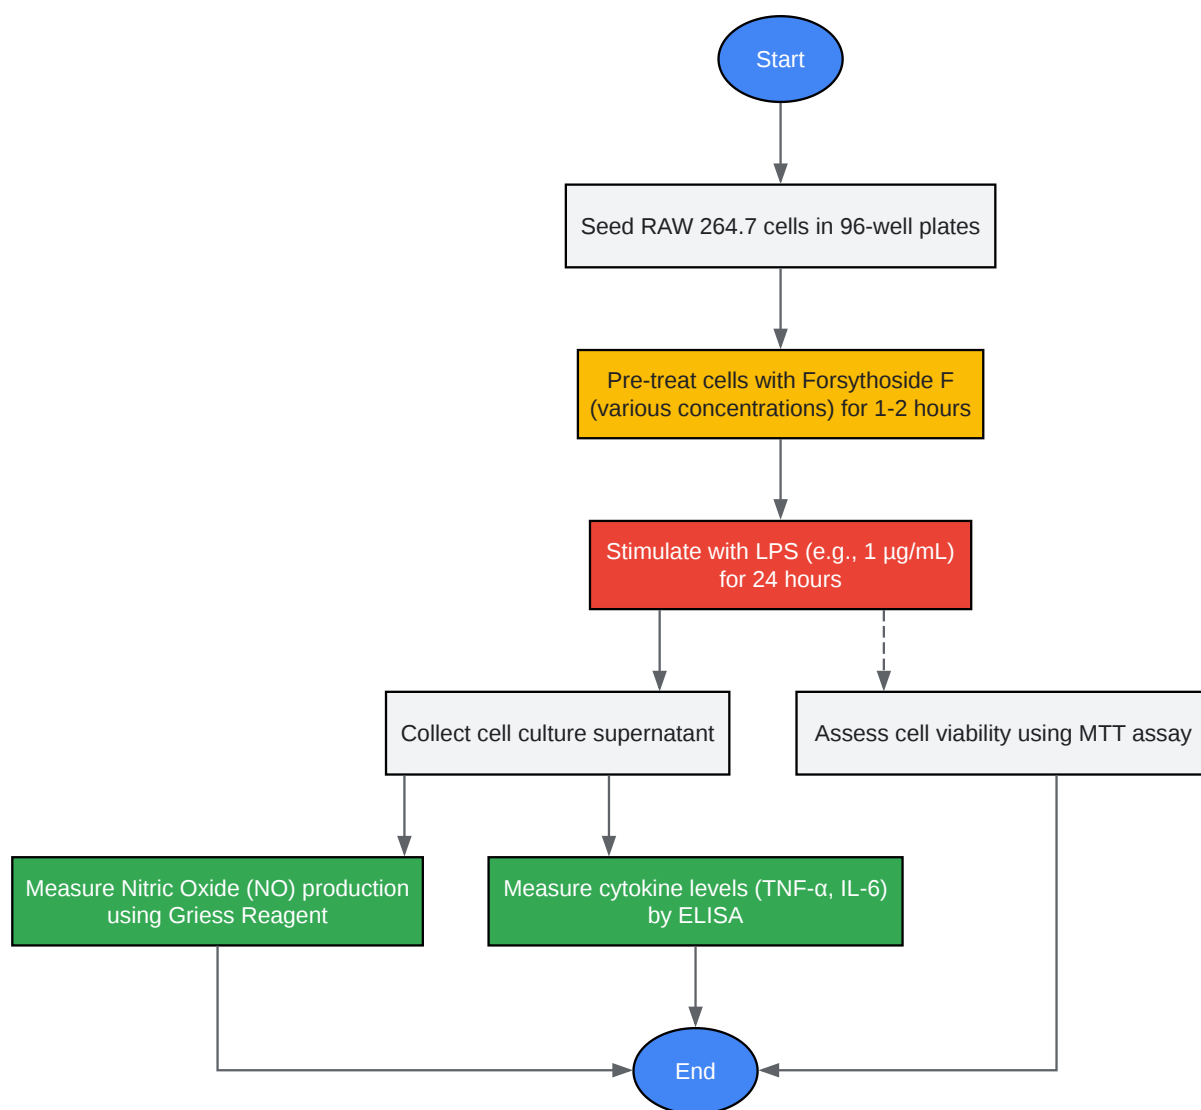 Start
Seed RAW 264.7 cells in 96-well plates
Pre-treat cells with Forsythoside F
(various concentrations) for 1-2 hours
Stimulate with LPS (e.g., 1 µg/mL)
for 24 hours
Collect cell culture supernatant
Assess cell viability using MTT assay
Measure Nitric Oxide (NO) production
using Griess Reagent
Measure cytokine levels (TNF-α, IL-6)
by ELISA
End